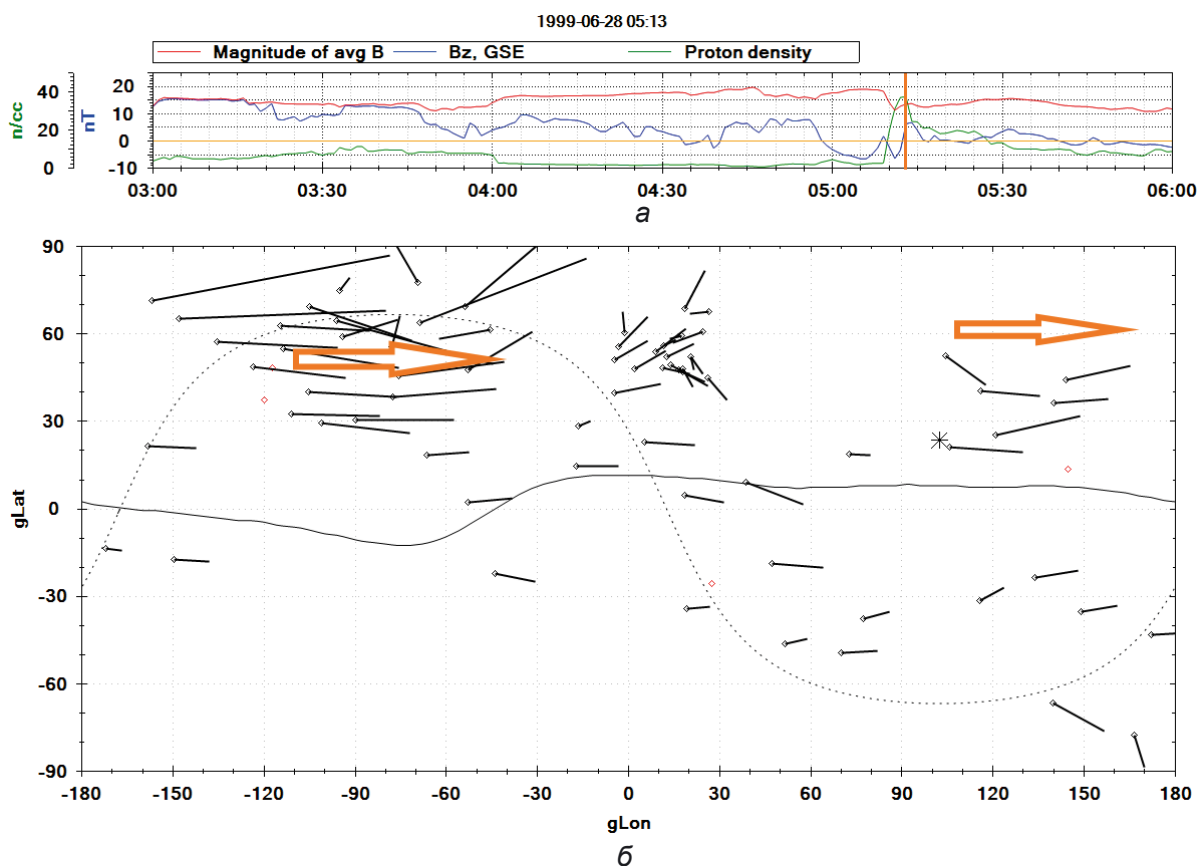 1999-06-28 05:13
Magnitude of avg B Bz, GSE Proton density
n/cc
nT
40
20
0
20
10
0
-10
03:00 03:30 04:00 04:30 05:00 05:30 06:00
а
gLat
90
60
30
0
-30
-60
-90
-180 -150 -120 -90 -60 -30 0 30 60 90 120 150 180
gLon
б